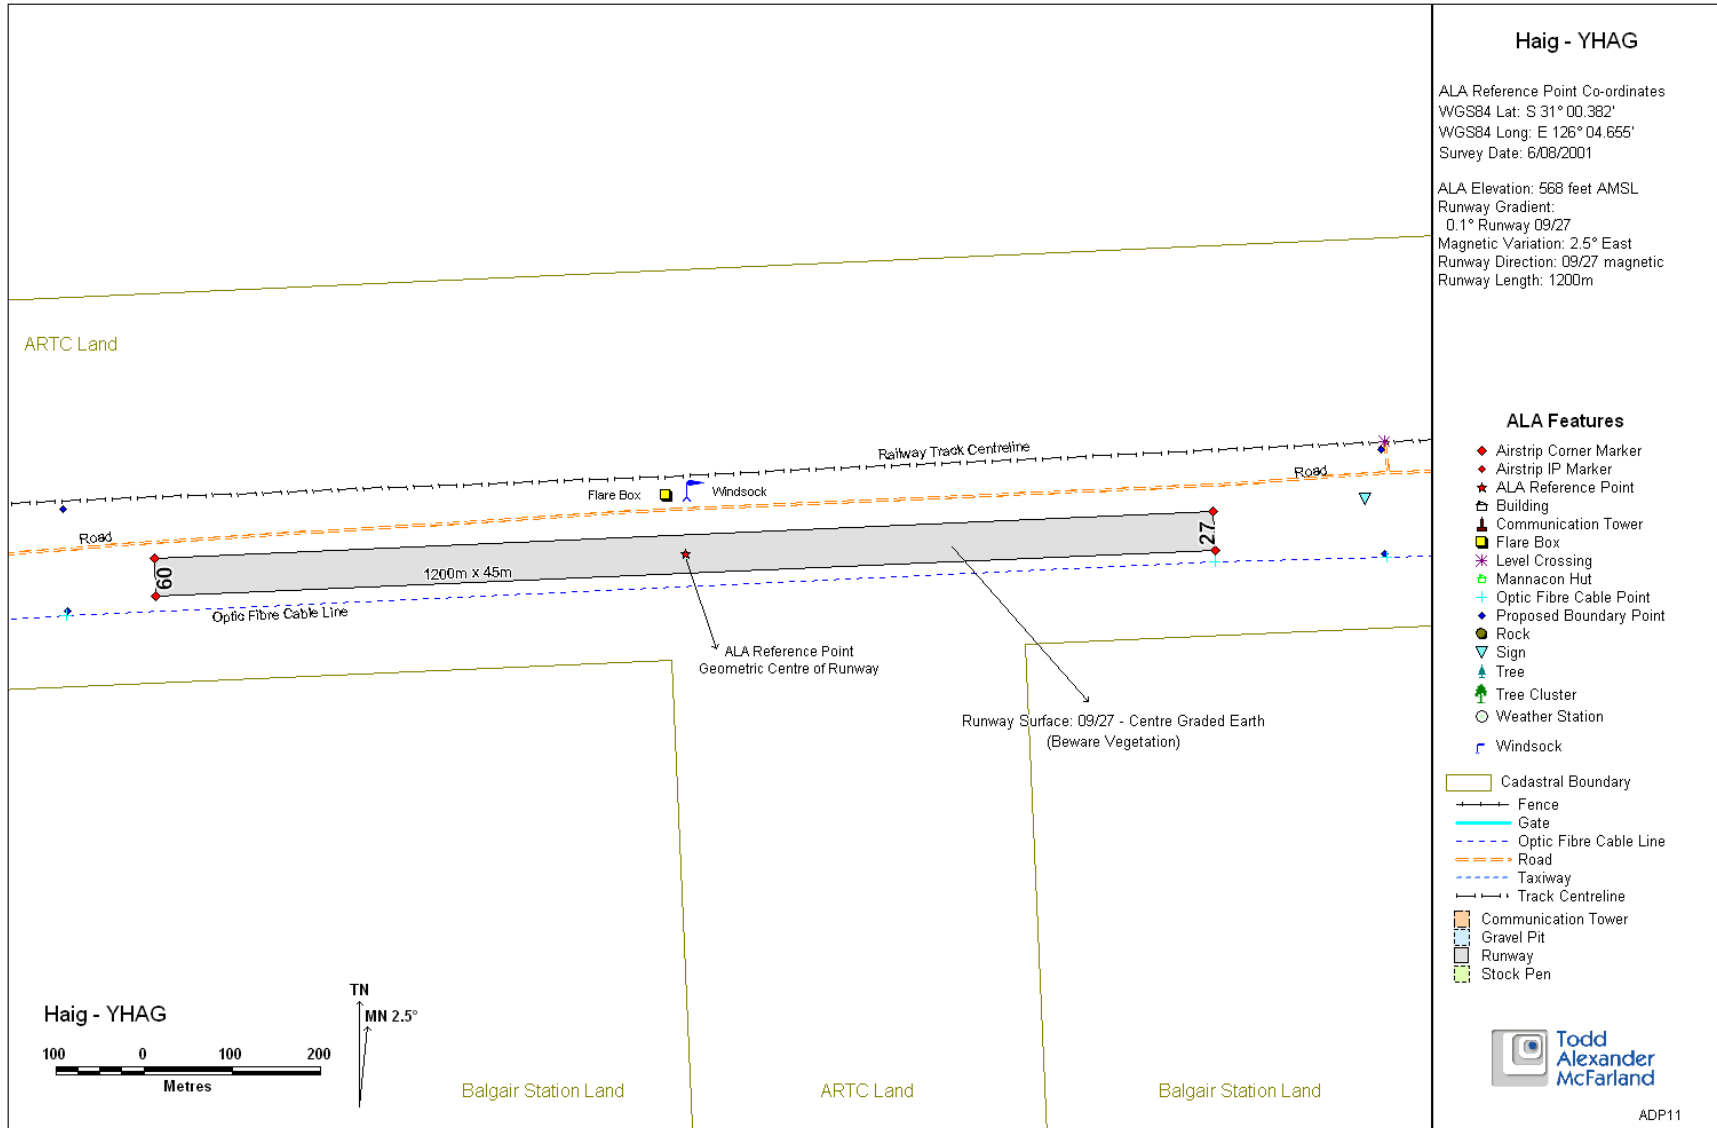 Haig - YHAG
ALA Reference Point Co-ordinates
WGS84 Lat: S 31° 00.382'
WGS84 Long: E 126° 04.655'
Survey Date: 6/08/2001
ALA Elevation: 568 feet AMSL
Runway Gradient:
0.1° Runway 09/27
Magnetic Variation: 2.5° East
Runway Direction: 09/27 magnetic
Runway Length: 1200m
ARTC Land
Railway Track Centreline
Road
Flare Box
Windsock
Road
27
09
1200m x 45m
Optic Fibre Cable Line
ALA Reference Point
Geometric Centre of Runway
Runway Surface: 09/27 - Centre Graded Earth
(Beware Vegetation)
ALA Features
Airstrip Corner Marker
Airstrip IP Marker
ALA Reference Point
Building
Communication Tower
Flare Box
Level Crossing
Mannacon Hut
Optic Fibre Cable Point
Proposed Boundary Point
Rock
Sign
Tree
Tree Cluster
Weather Station
Windsock
Cadastral Boundary
Fence
Gate
Optic Fibre Cable Line
Road
Taxiway
Track Centreline
Communication Tower
Gravel Pit
Runway
Stock Pen
Haig - YHAG
100 0 100 200
Metres
TN
MN 2.5°
Balgair Station Land
ARTC Land
Balgair Station Land
Todd
Alexander
McFarland
ADP11